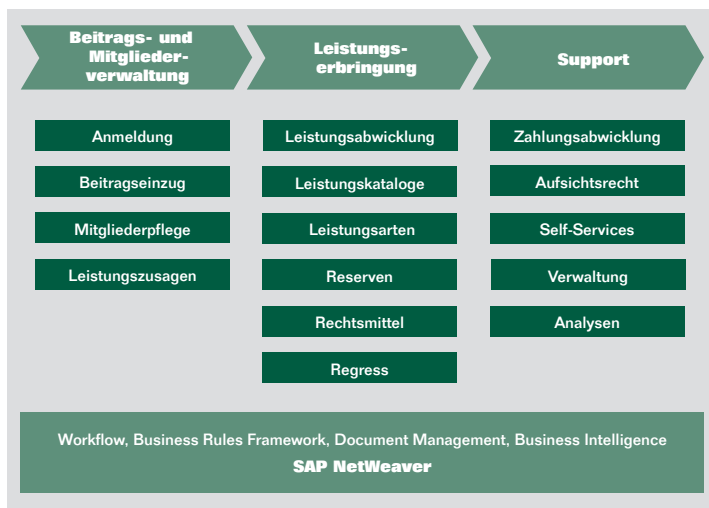 Beitrags- und
Mitglieder-
verwaltung
Leistungs-
erbringung
Support
Anmeldung
Beitragseinzug
Mitgliederpflege
Leistungszusagen
Leistungsabwicklung
Leistungskataloge
Leistungsarten
Reserven
Rechtsmittel
Regress
Zahlungsabwicklung
Aufsichtsrecht
Self-Services
Verwaltung
Analysen
Workflow, Business Rules Framework, Document Management, Business Intelligence
SAP NetWeaver